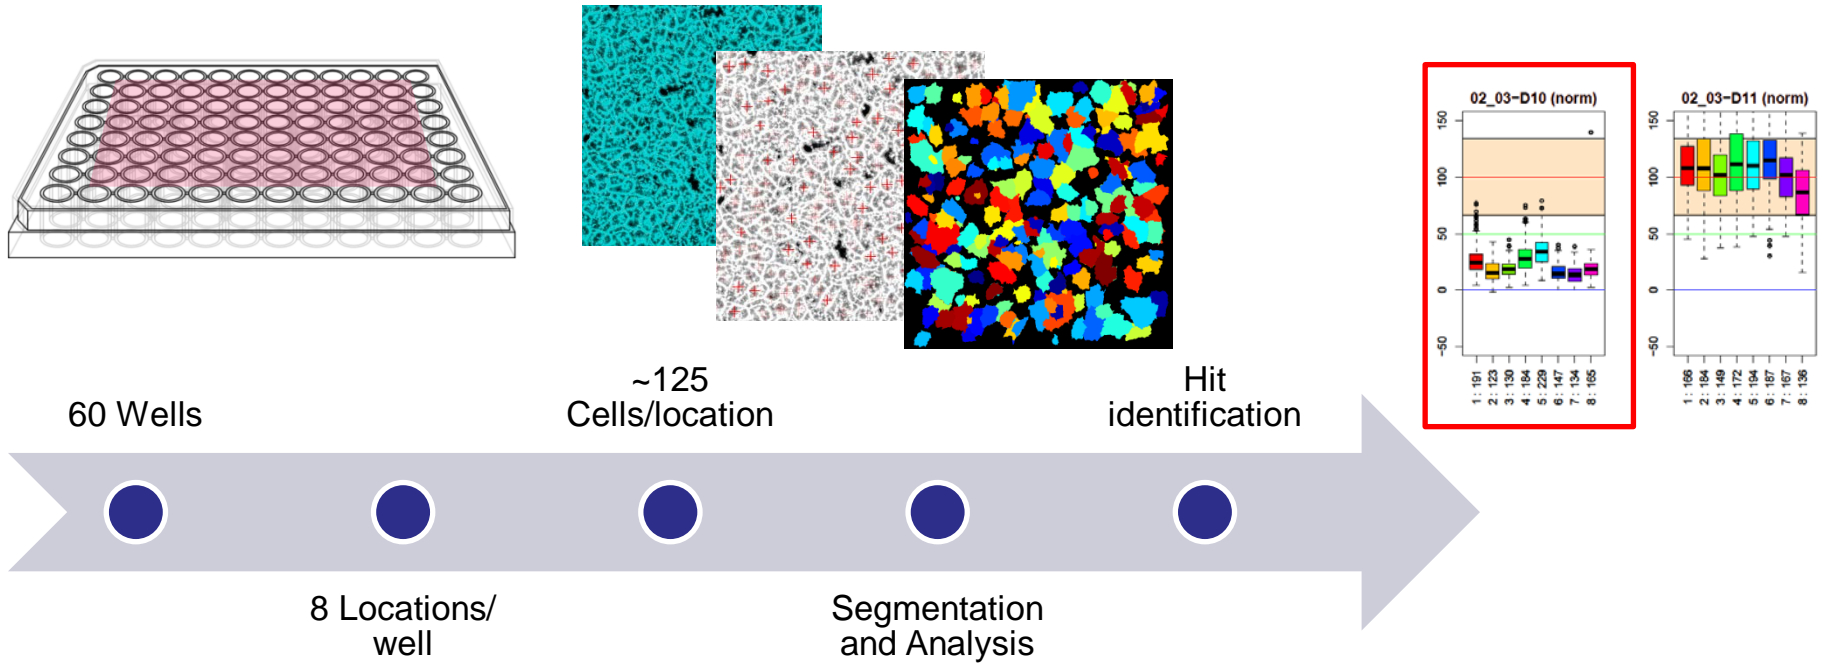 60 Wells
8 Locations/
well
~125
Cells/location
Segmentation
and Analysis
Hit
identification
02_03-D10 (norm)
150
100
50
0
-50
1 : 191
2 : 123
3 : 130
4 : 184
5 : 229
6 : 147
7 : 134
8 : 165
02_03-D11 (norm)
150
100
50
0
-50
1 : 166
2 : 184
3 : 149
4 : 172
5 : 194
6 : 187
7 : 167
8 : 136